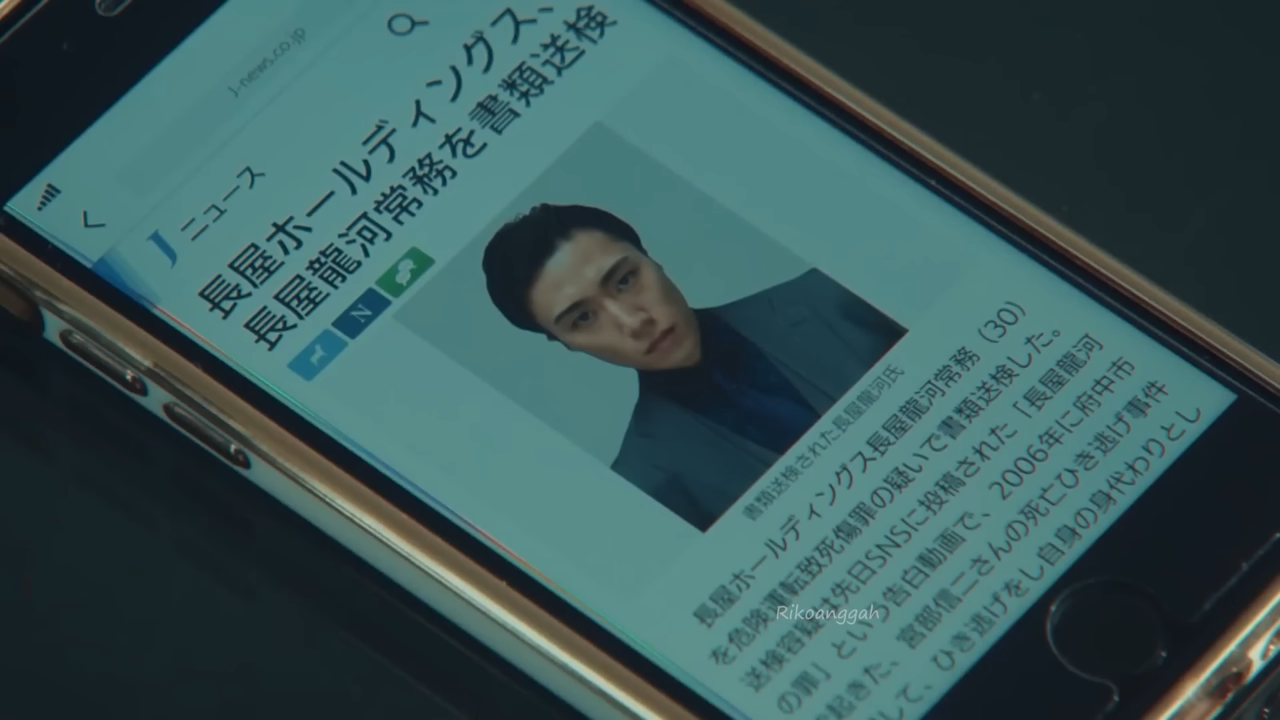 J-news.co.jp
J ニュース
長屋ホールディングス、
長屋龍河常務を書類送検
N
書類送検された長屋龍河氏
長屋ホールディングス長屋龍河常務（30）
を危険運転致死傷罪の疑いで書類送検した。
送検容疑は先日SNSに投稿された「長屋龍河
の罪」という告白動画で、2006年に府中市
起きた、宮部信二さんの死亡ひき逃げ事件
して、ひき逃げをし自身の身代わりとし
Rikoanggah